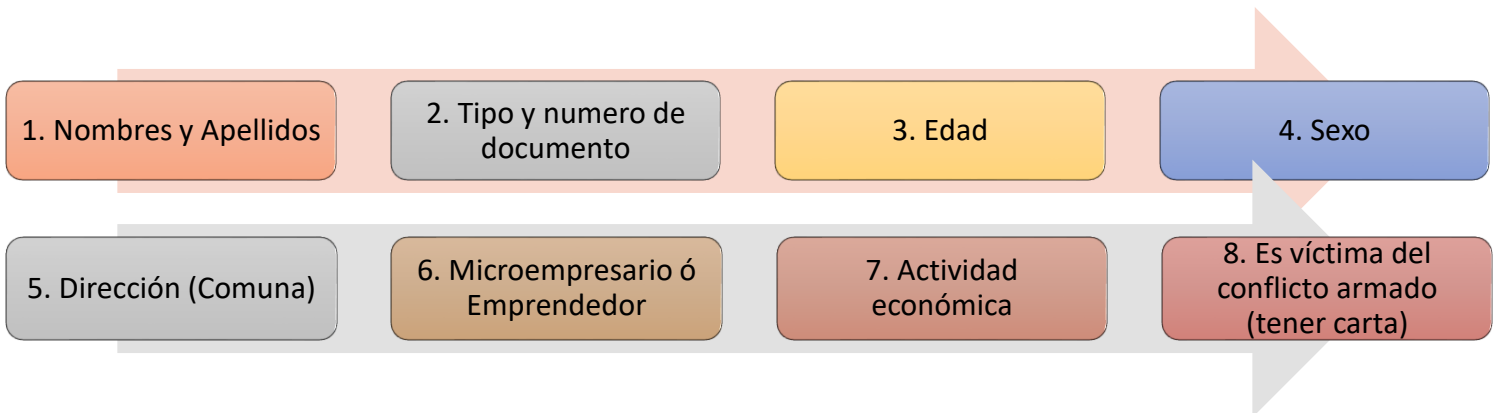 1. Nombres y Apellidos
2. Tipo y numero de
documento
3. Edad
4. Sexo
5. Dirección (Comuna)
6. Microempresario ó
Emprendedor
7. Actividad
económica
8. Es víctima del
conflicto armado
(tener carta)